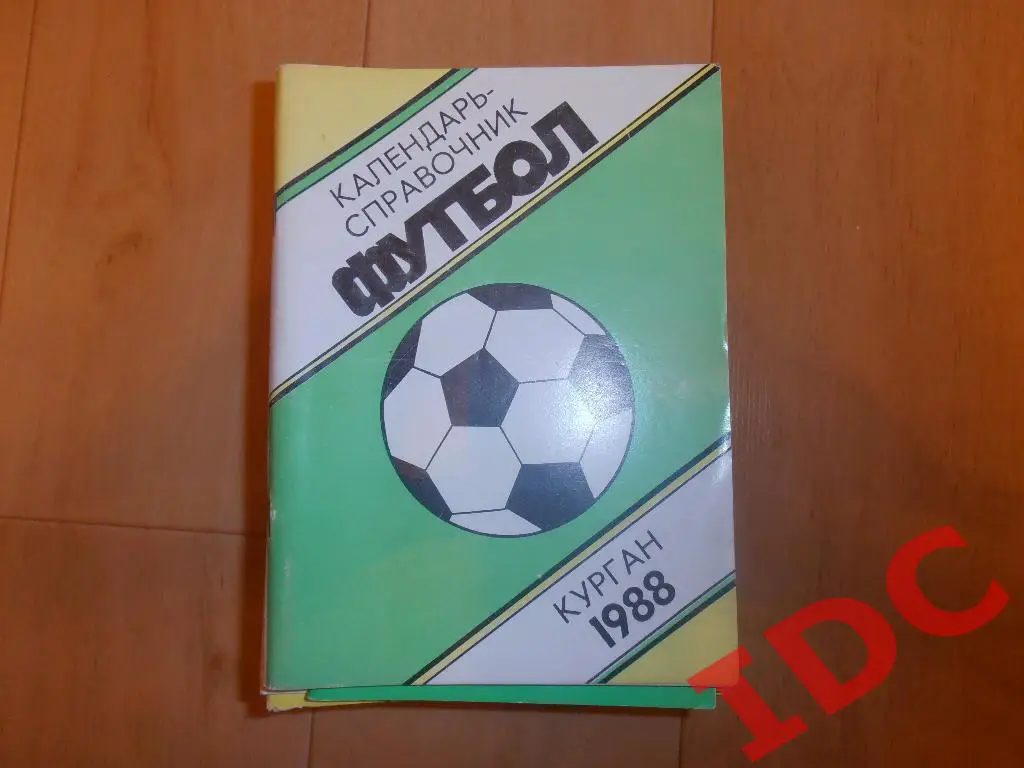 КАЛЕНДАРЬ-
СПРАВОЧНИК
ФУТБОЛ
КУРГАН
1988
IDC